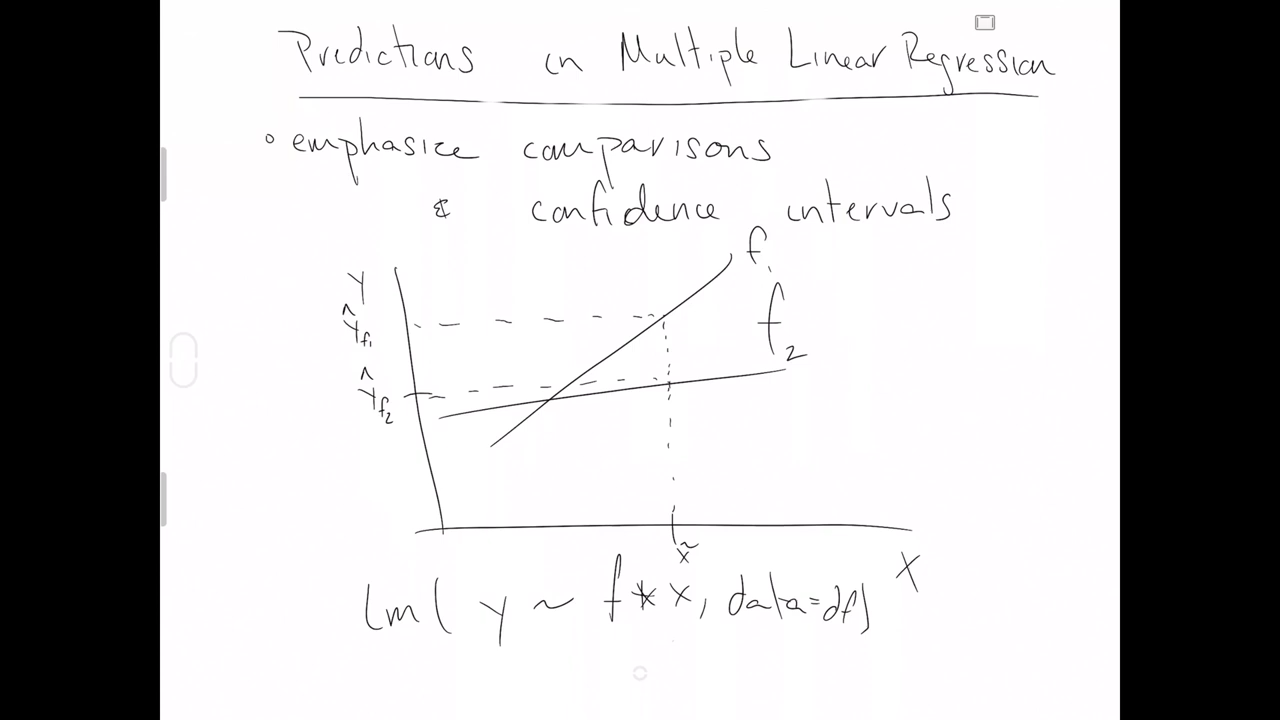 Predictions in Multiple Linear Regression
◦ emphasize comparisons
& confidence intervals
f₁
Y
f₂
Ŷf₁
Ŷf₂
x̃
X
lm( y ~ f * x, data=df)